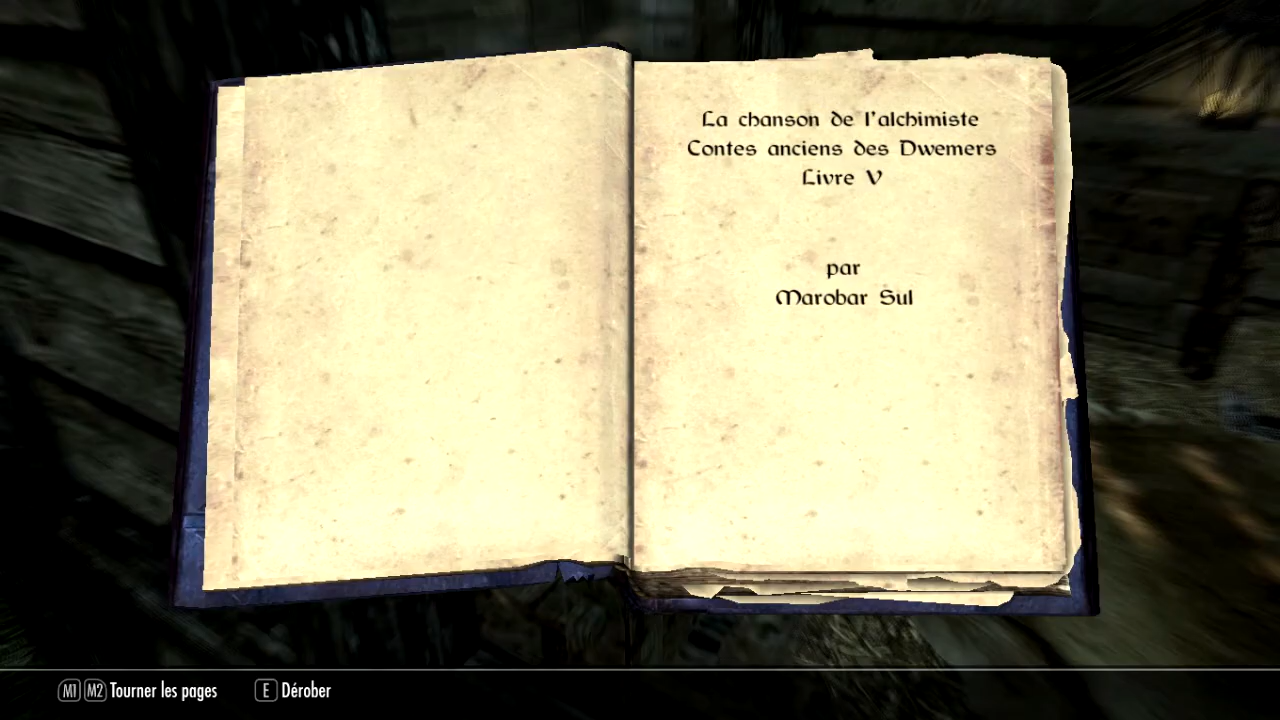 La chanson de l'alchimiste
Contes anciens des Dwemers
Livre V
par
Marobar Sul
M1 M2 Tourner les pages E Dérober